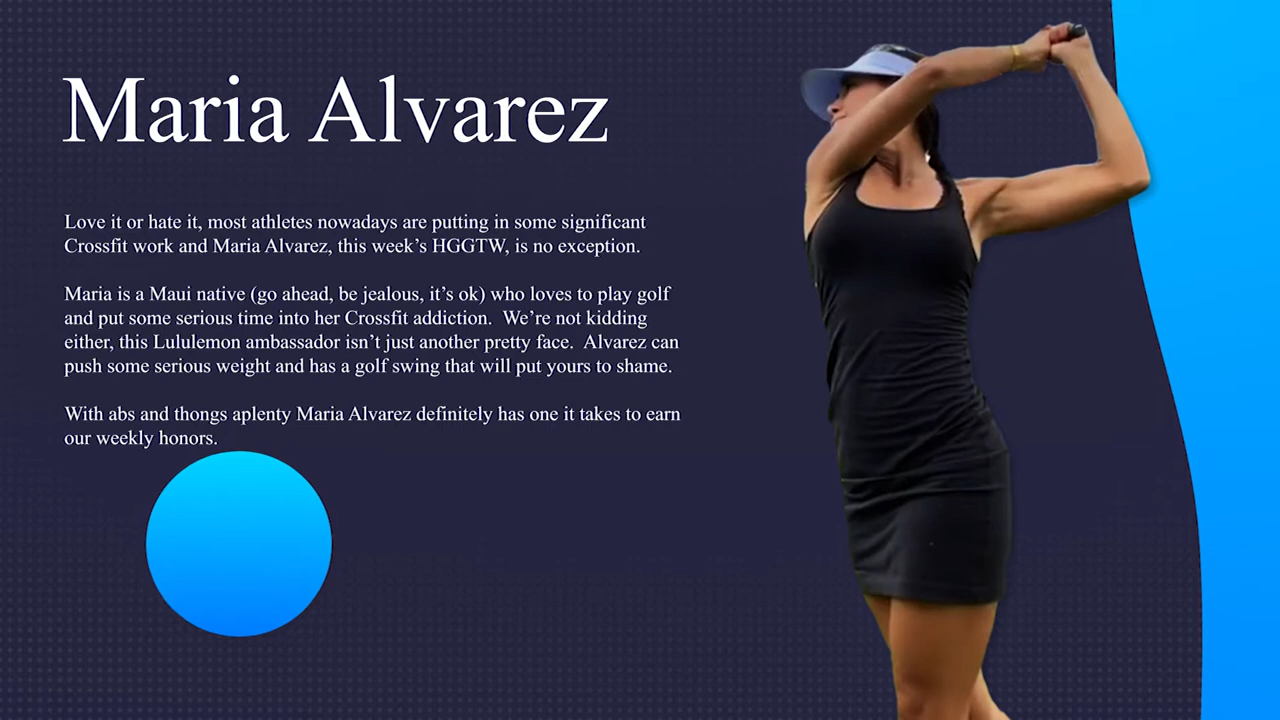 Maria Alvarez
Love it or hate it, most athletes nowadays are putting in some significant
Crossfit work and Maria Alvarez, this week’s HGGTW, is no exception.
Maria is a Maui native (go ahead, be jealous, it’s ok) who loves to play golf
and put some serious time into her Crossfit addiction.  We’re not kidding
either, this Lululemon ambassador isn’t just another pretty face.  Alvarez can
push some serious weight and has a golf swing that will put yours to shame.
With abs and thongs aplenty Maria Alvarez definitely has one it takes to earn
our weekly honors.